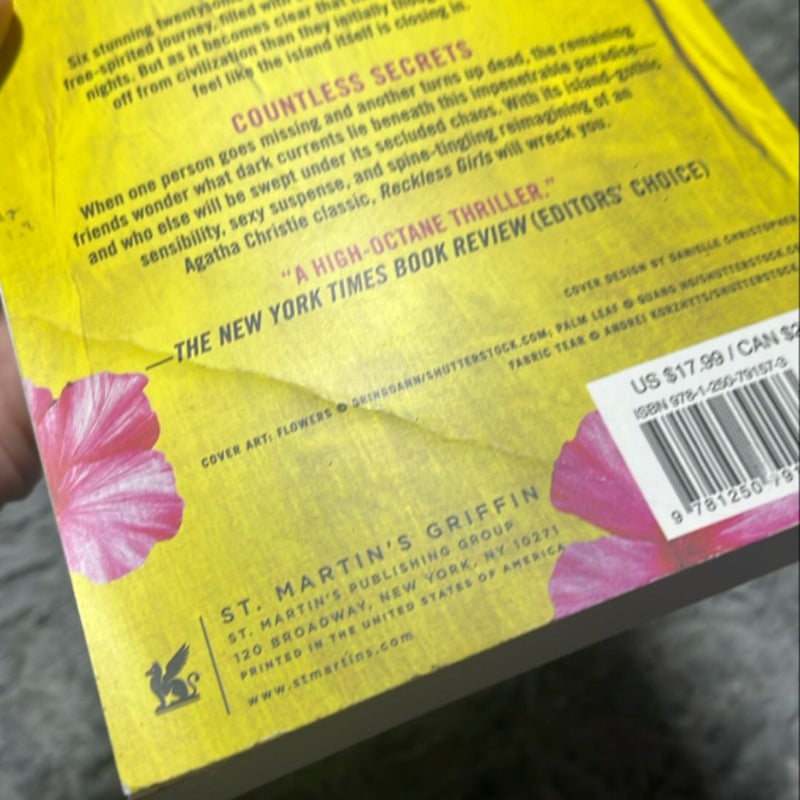 Six stunning twentysome
free-spirited journey, filled with
nights. But as it becomes clear that
off from civilization than they initially thoug
feel like the island itself is closing in.
COUNTLESS SECRETS
When one person goes missing and another turns up dead, the remaining
friends wonder what dark currents lie beneath this impenetrable paradise—
and who else will be swept under its secluded chaos. With its island-gothic
sensibility, sexy suspense, and spine-tingling reimagining of an
Agatha Christie classic, Reckless Girls will wreck you.
“A HIGH-OCTANE THRILLER.”
—THE NEW YORK TIMES BOOK REVIEW (EDITORS’ CHOICE)
COVER DESIGN BY DANIELLE CHRISTOPHER
COVER ART: FLOWERS © GRINGOANN/SHUTTERSTOCK.COM; PALM LEAF © QUANG HO/SHUTTERSTOCK.
FABRIC TEAR © ANDREI KORZHYTS/SHUTTERSTOCK.
US $17.99 / CAN $2
ISBN 978-1-250-79157-3
9 781250 791
ST. MARTIN’S GRIFFIN
ST. MARTIN’S PUBLISHING GROUP
120 BROADWAY, NEW YORK, NY 10271
PRINTED IN THE UNITED STATES OF AMERICA
www.stmartins.com